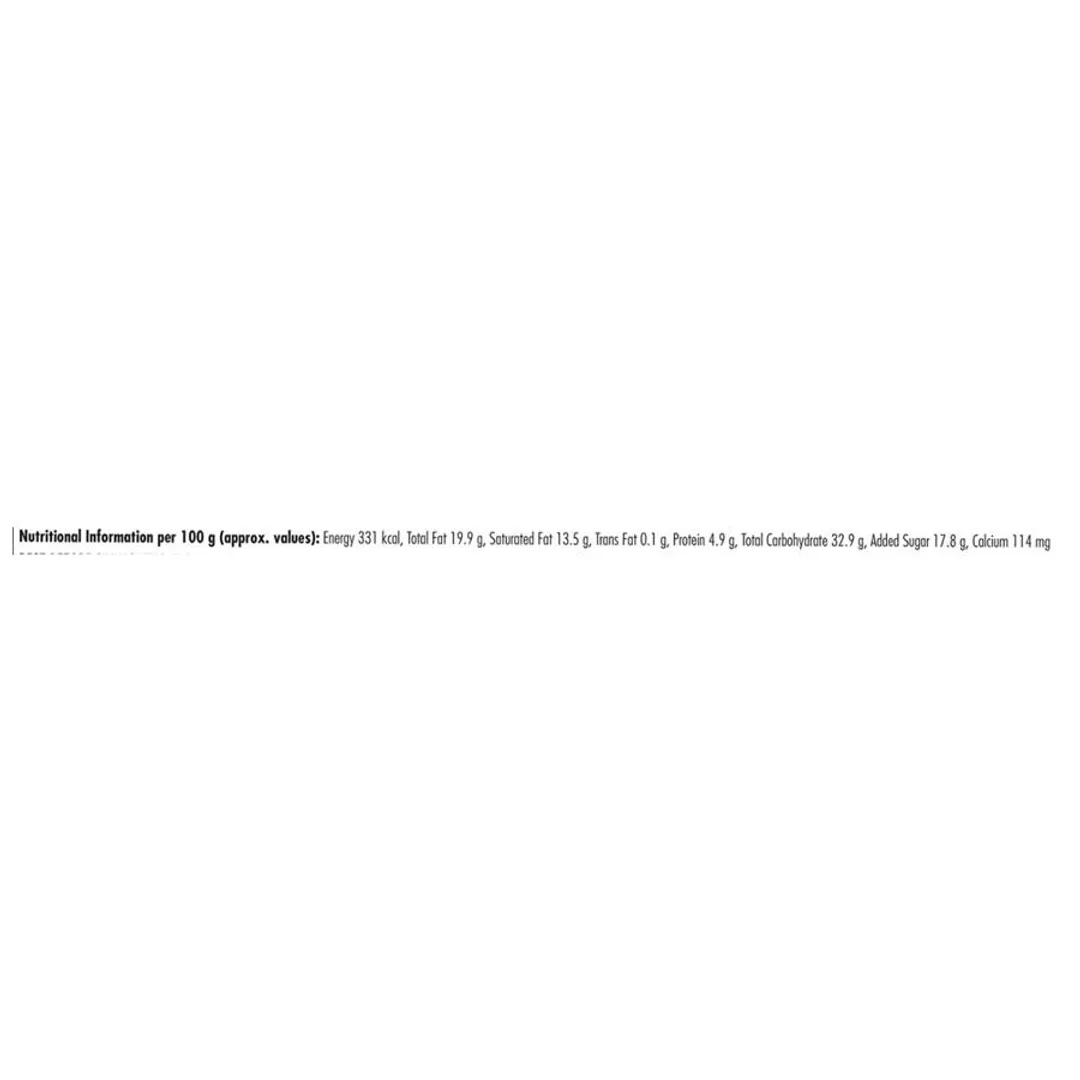 Nutritional Information per 100 g (approx. values): Energy 331 kcal, Total Fat 19.9 g, Saturated Fat 13.5 g, Trans Fat 0.1 g, Protein 4.9 g, Total Carbohydrate 32.9 g, Added Sugar 17.8 g, Calcium 114 mg